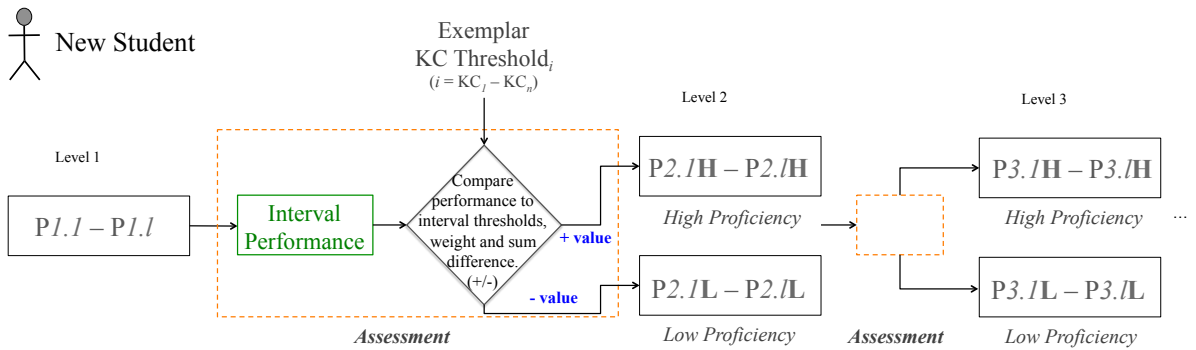 New Student
Exemplar
KC Threshold_i
(i = KC_1 – KC_n)
Level 1
P1.1 – P1.l
Interval
Performance
Compare
performance to
interval thresholds,
weight and sum
difference.
(+/-)
+ value
- value
Assessment
Level 2
P2.1H – P2.lH
High Proficiency
P2.1L – P2.lL
Low Proficiency
Assessment
Level 3
P3.1H – P3.lH
High Proficiency
P3.1L – P3.lL
Low Proficiency
...